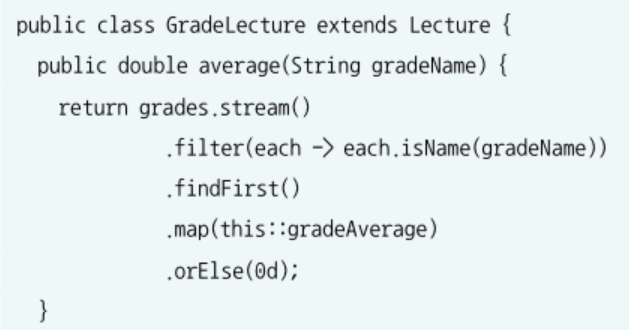 public class GradeLecture extends Lecture {
  public double average(String gradeName) {
    return grades.stream()
              .filter(each -> each.isName(gradeName))
              .findFirst()
              .map(this::gradeAverage)
              .orElse(0d);
  }